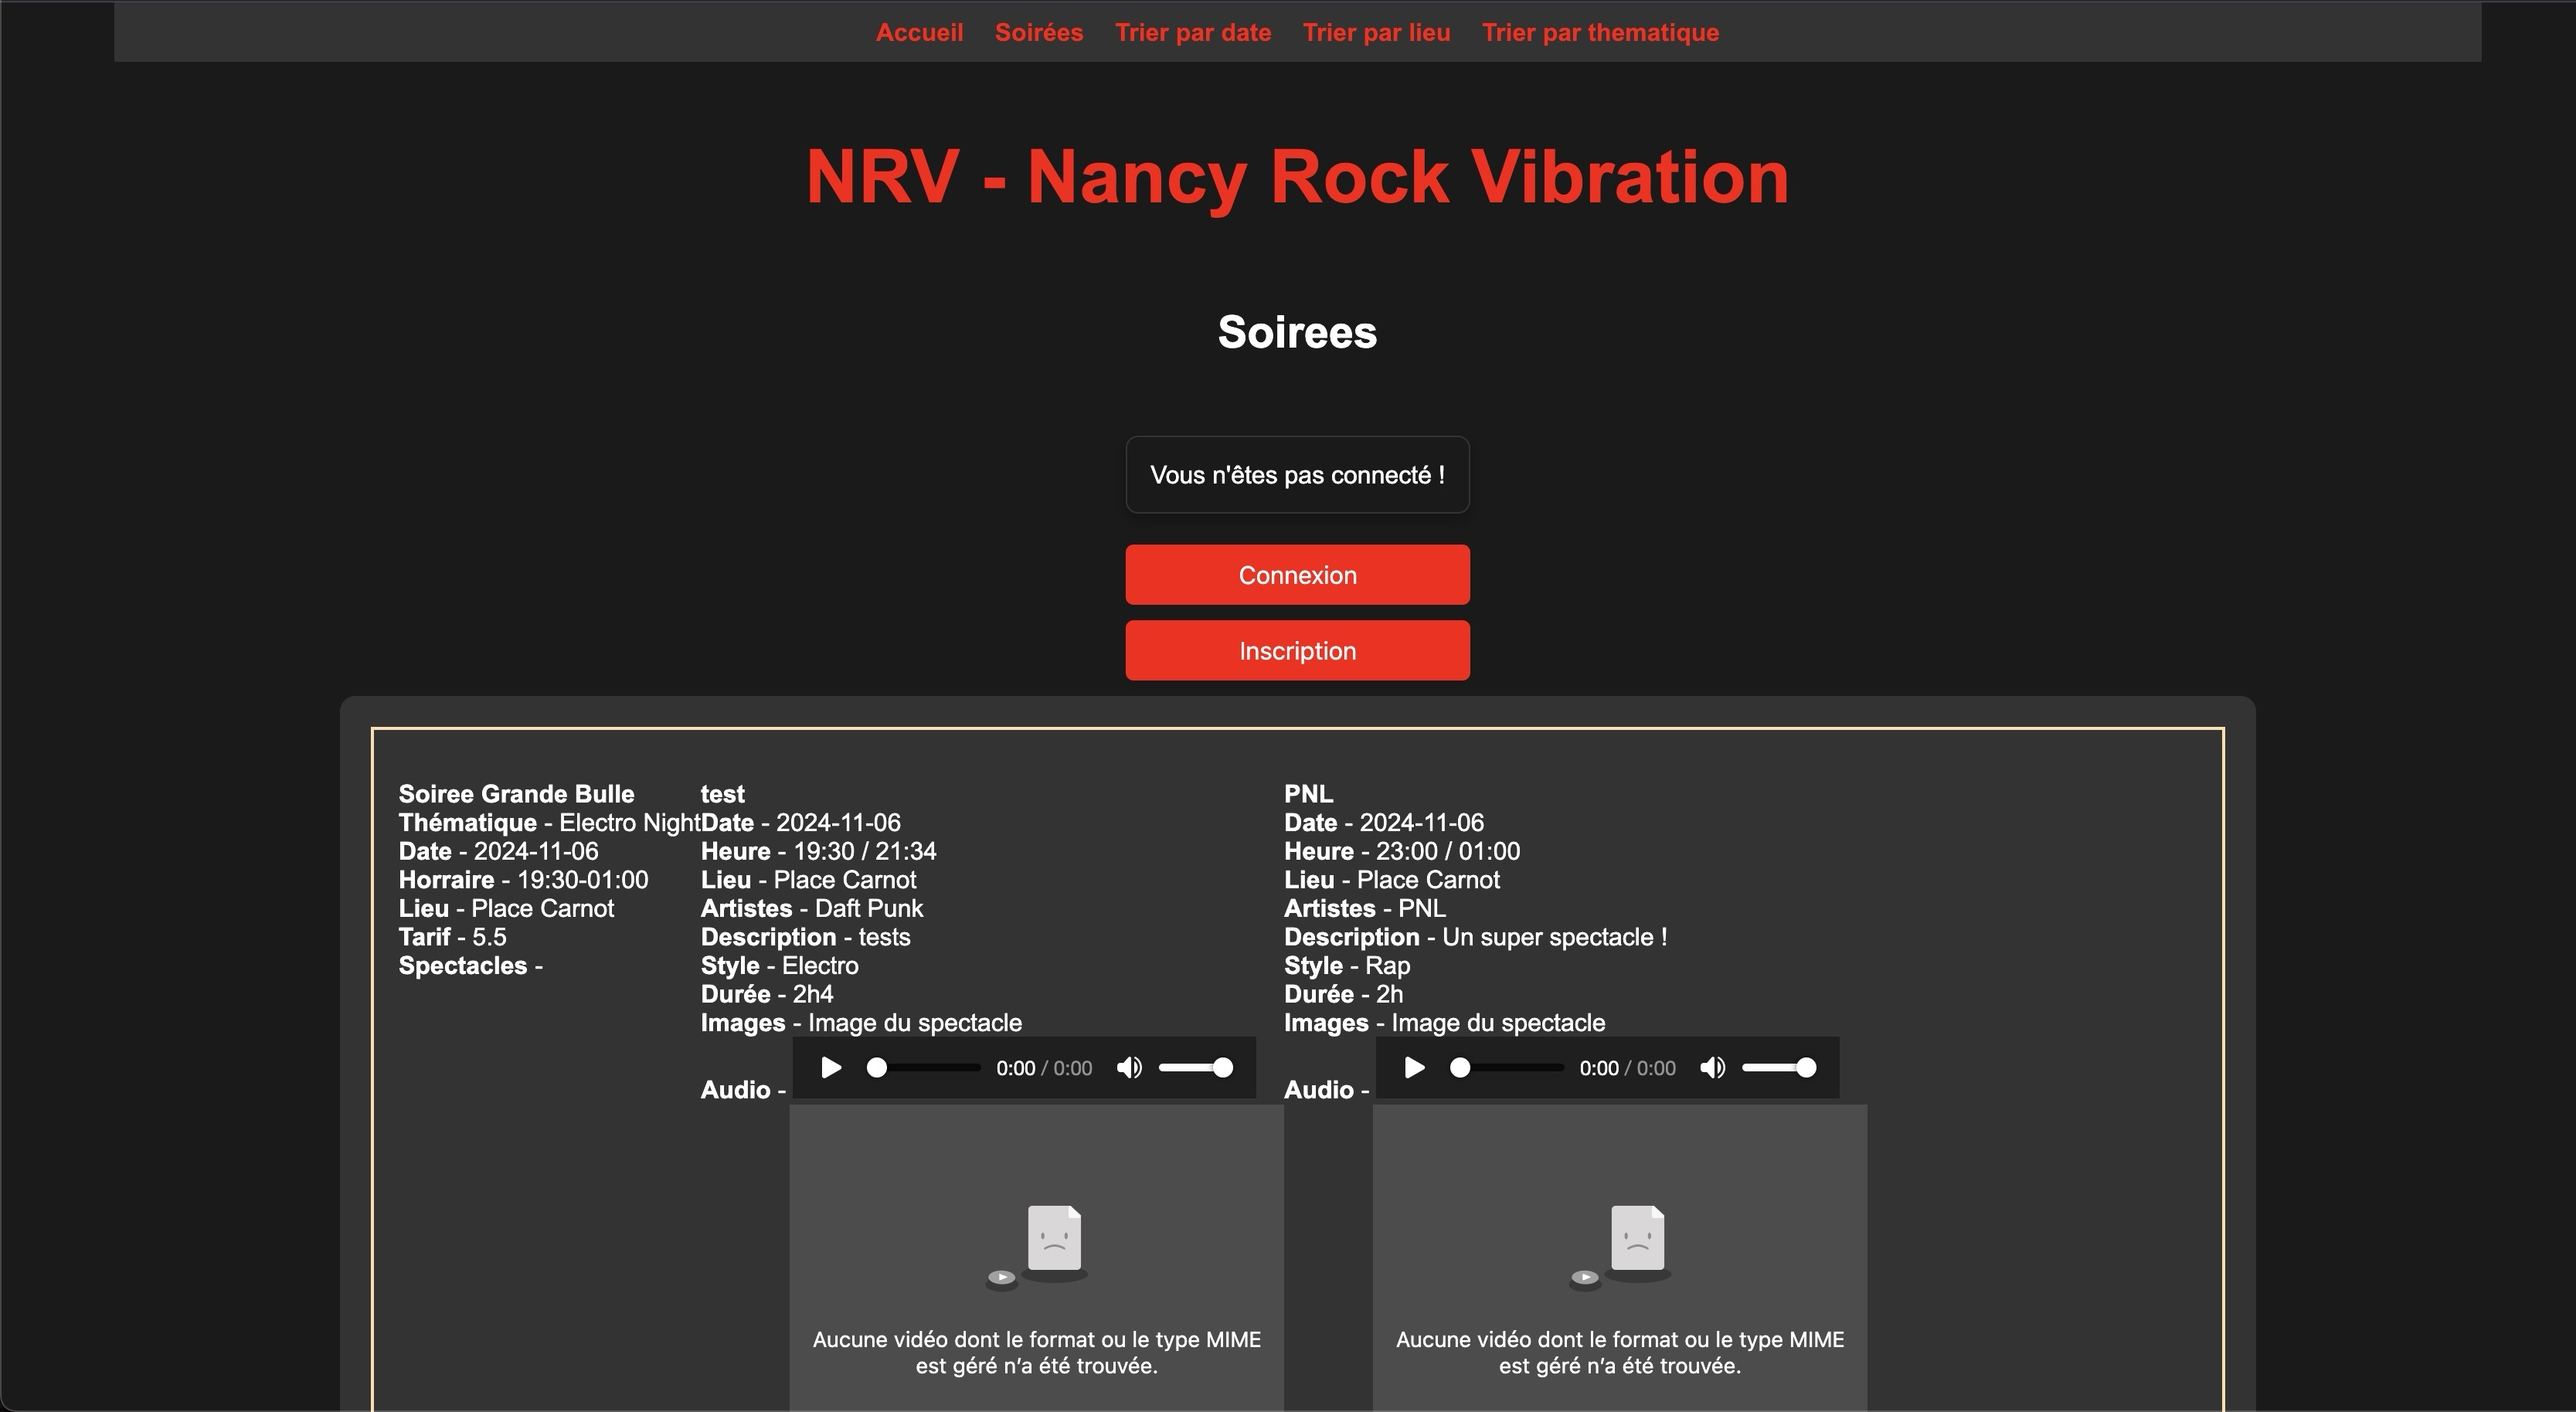 Accueil Soirées Trier par date Trier par lieu Trier par thematique
NRV - Nancy Rock Vibration
Soirees
Vous n'êtes pas connecté !
Connexion
Inscription
Soiree Grande Bulle
Thématique - Electro Night
Date - 2024-11-06
Horraire - 19:30-01:00
Lieu - Place Carnot
Tarif - 5.5
Spectacles -
test
Date - 2024-11-06
Heure - 19:30 / 21:34
Lieu - Place Carnot
Artistes - Daft Punk
Description - tests
Style - Electro
Durée - 2h4
Images - Image du spectacle
Audio - 0:00 / 0:00
Aucune vidéo dont le format ou le type MIME
est géré n’a été trouvée.
PNL
Date - 2024-11-06
Heure - 23:00 / 01:00
Lieu - Place Carnot
Artistes - PNL
Description - Un super spectacle !
Style - Rap
Durée - 2h
Images - Image du spectacle
Audio - 0:00 / 0:00
Aucune vidéo dont le format ou le type MIME
est géré n’a été trouvée.